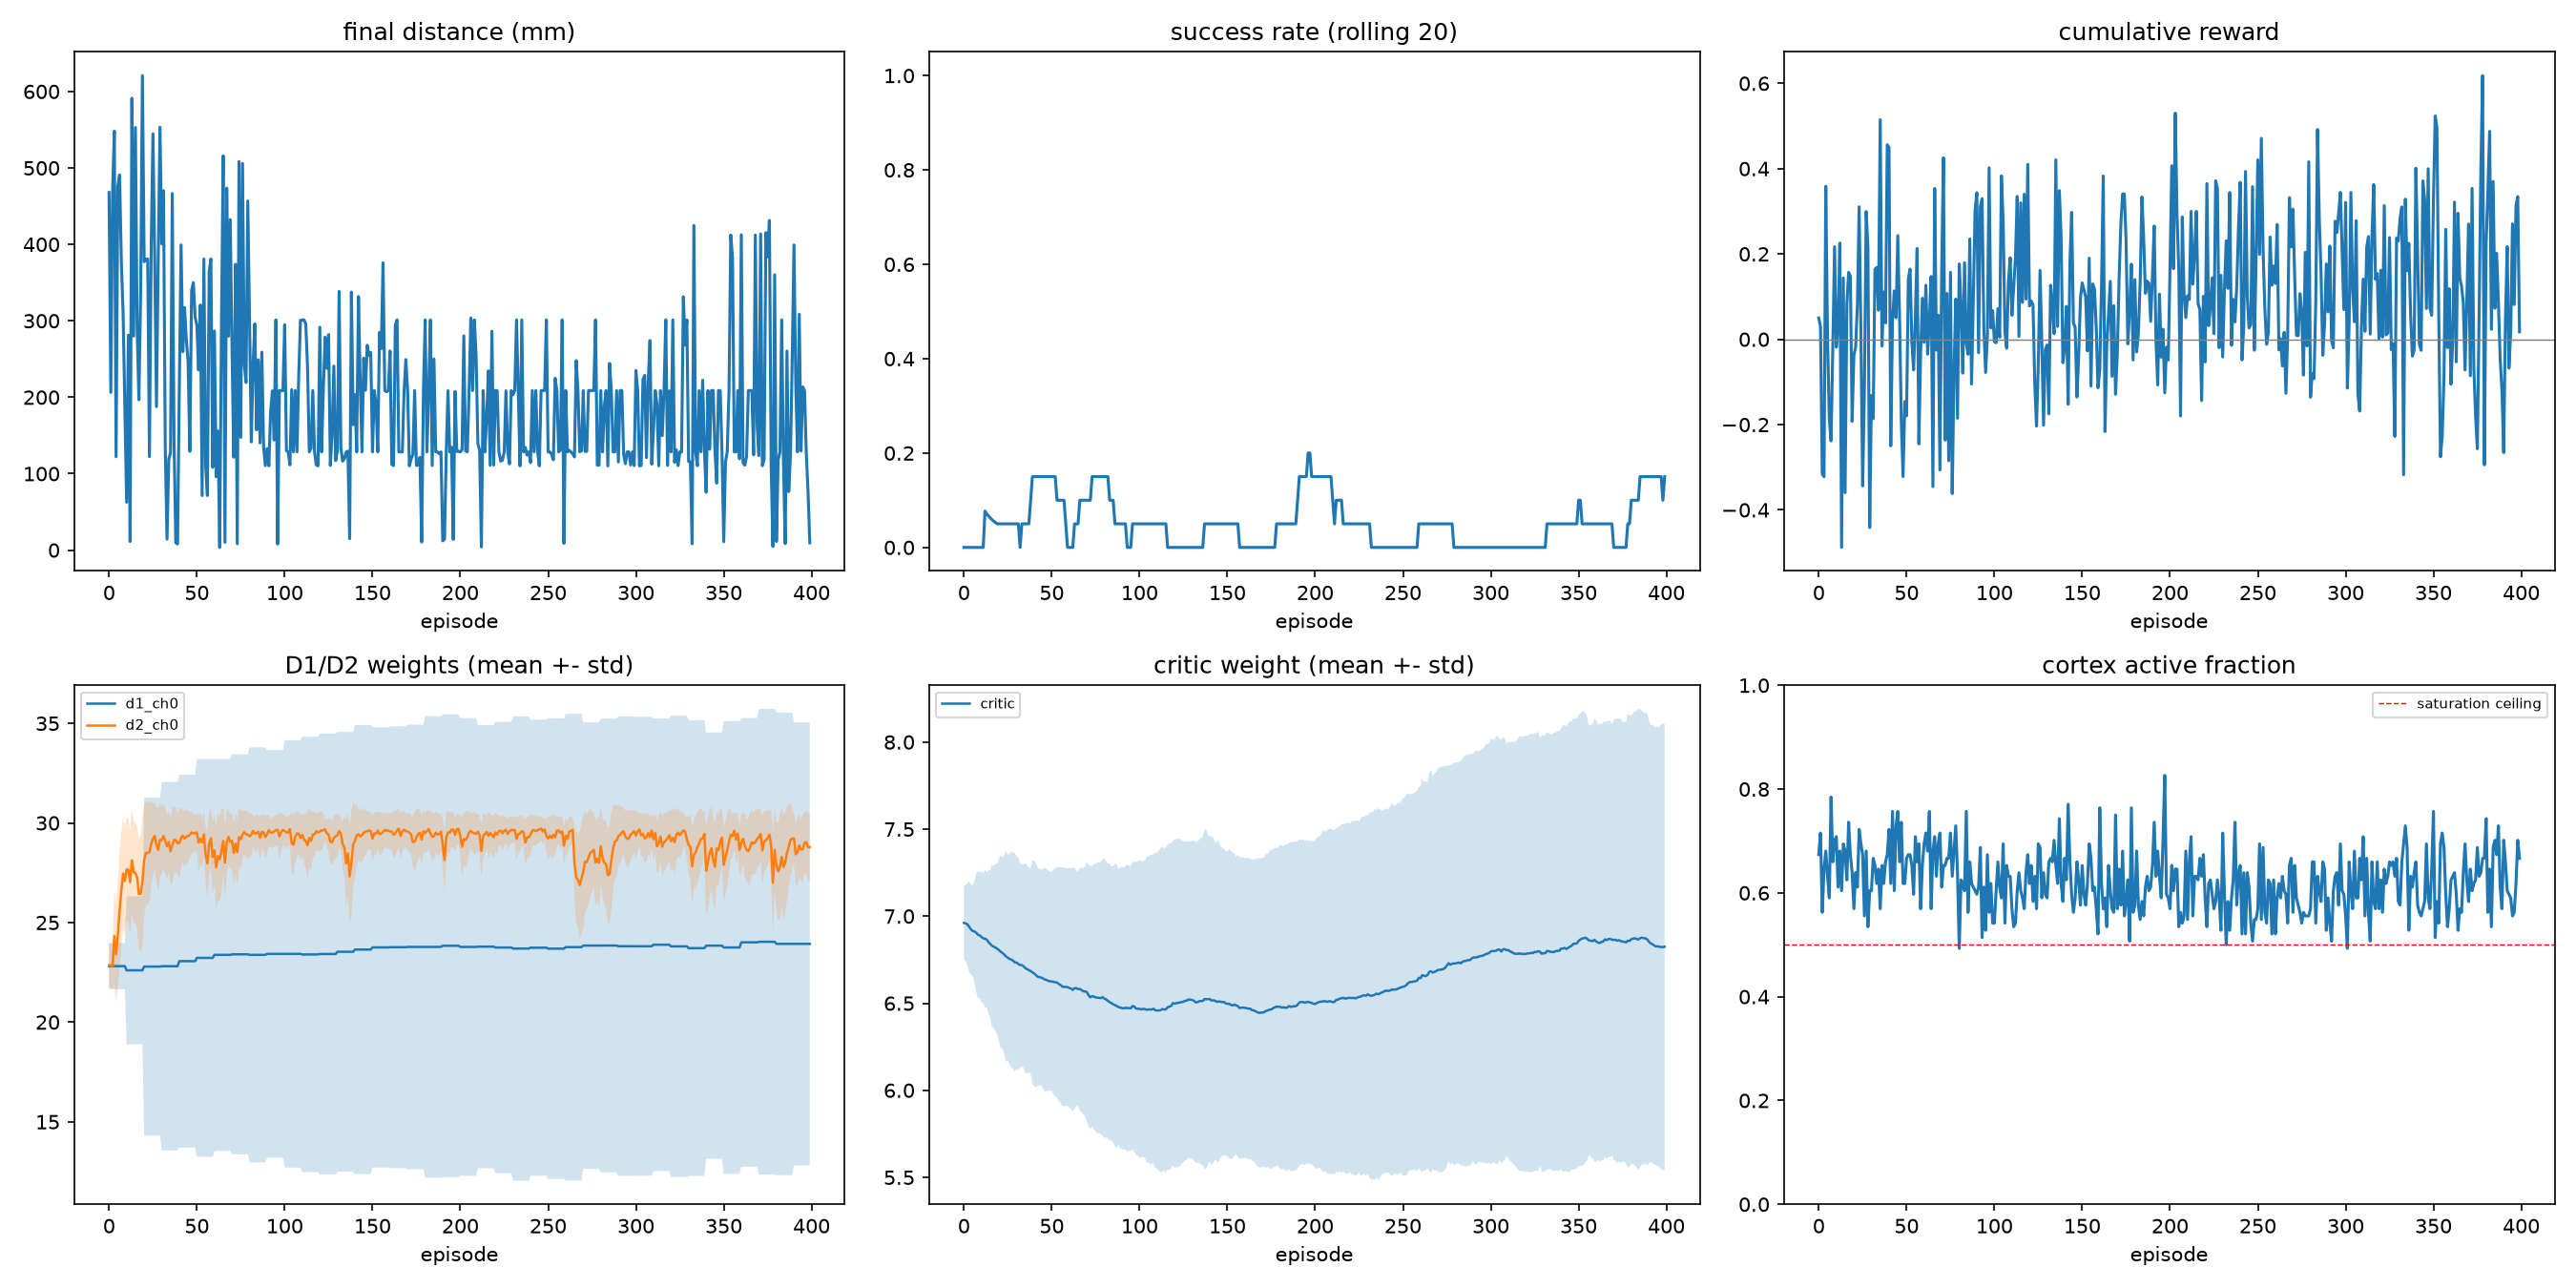 final distance (mm)
600
500
400
300
200
100
0
0 50 100 150 200 250 300 350 400
episode
success rate (rolling 20)
1.0
0.8
0.6
0.4
0.2
0.0
0 50 100 150 200 250 300 350 400
episode
cumulative reward
0.6
0.4
0.2
0.0
−0.2
−0.4
0 50 100 150 200 250 300 350 400
episode
D1/D2 weights (mean +- std)
d1_ch0
d2_ch0
35
30
25
20
15
0 50 100 150 200 250 300 350 400
episode
critic weight (mean +- std)
critic
8.0
7.5
7.0
6.5
6.0
5.5
0 50 100 150 200 250 300 350 400
episode
cortex active fraction
saturation ceiling
1.0
0.8
0.6
0.4
0.2
0.0
0 50 100 150 200 250 300 350 400
episode